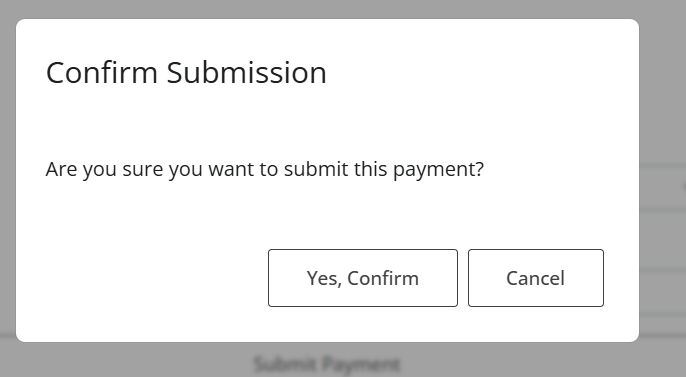 Confirm Submission
Are you sure you want to submit this payment?
Yes, Confirm
Cancel
Submit Payment